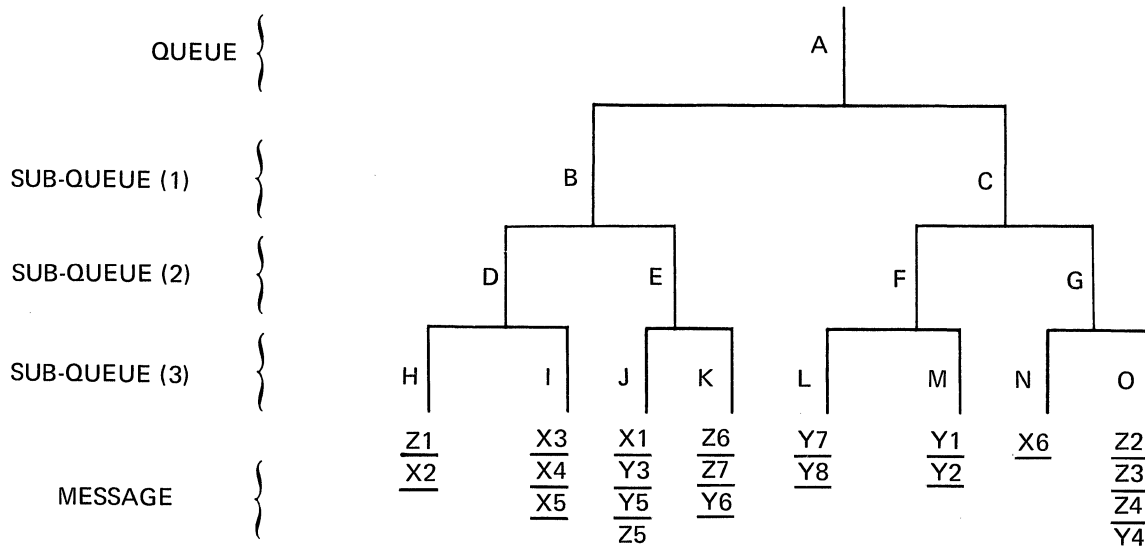 QUEUE
A
SUB-QUEUE (1)
B
C
SUB-QUEUE (2)
D
E
F
G
SUB-QUEUE (3)
H
I
J
K
L
M
N
O
MESSAGE
Z1
X2
X3
X4
X5
X1
Y3
Y5
Z5
Z6
Z7
Y6
Y7
Y8
Y1
Y2
X6
Z2
Z3
Z4
Y4